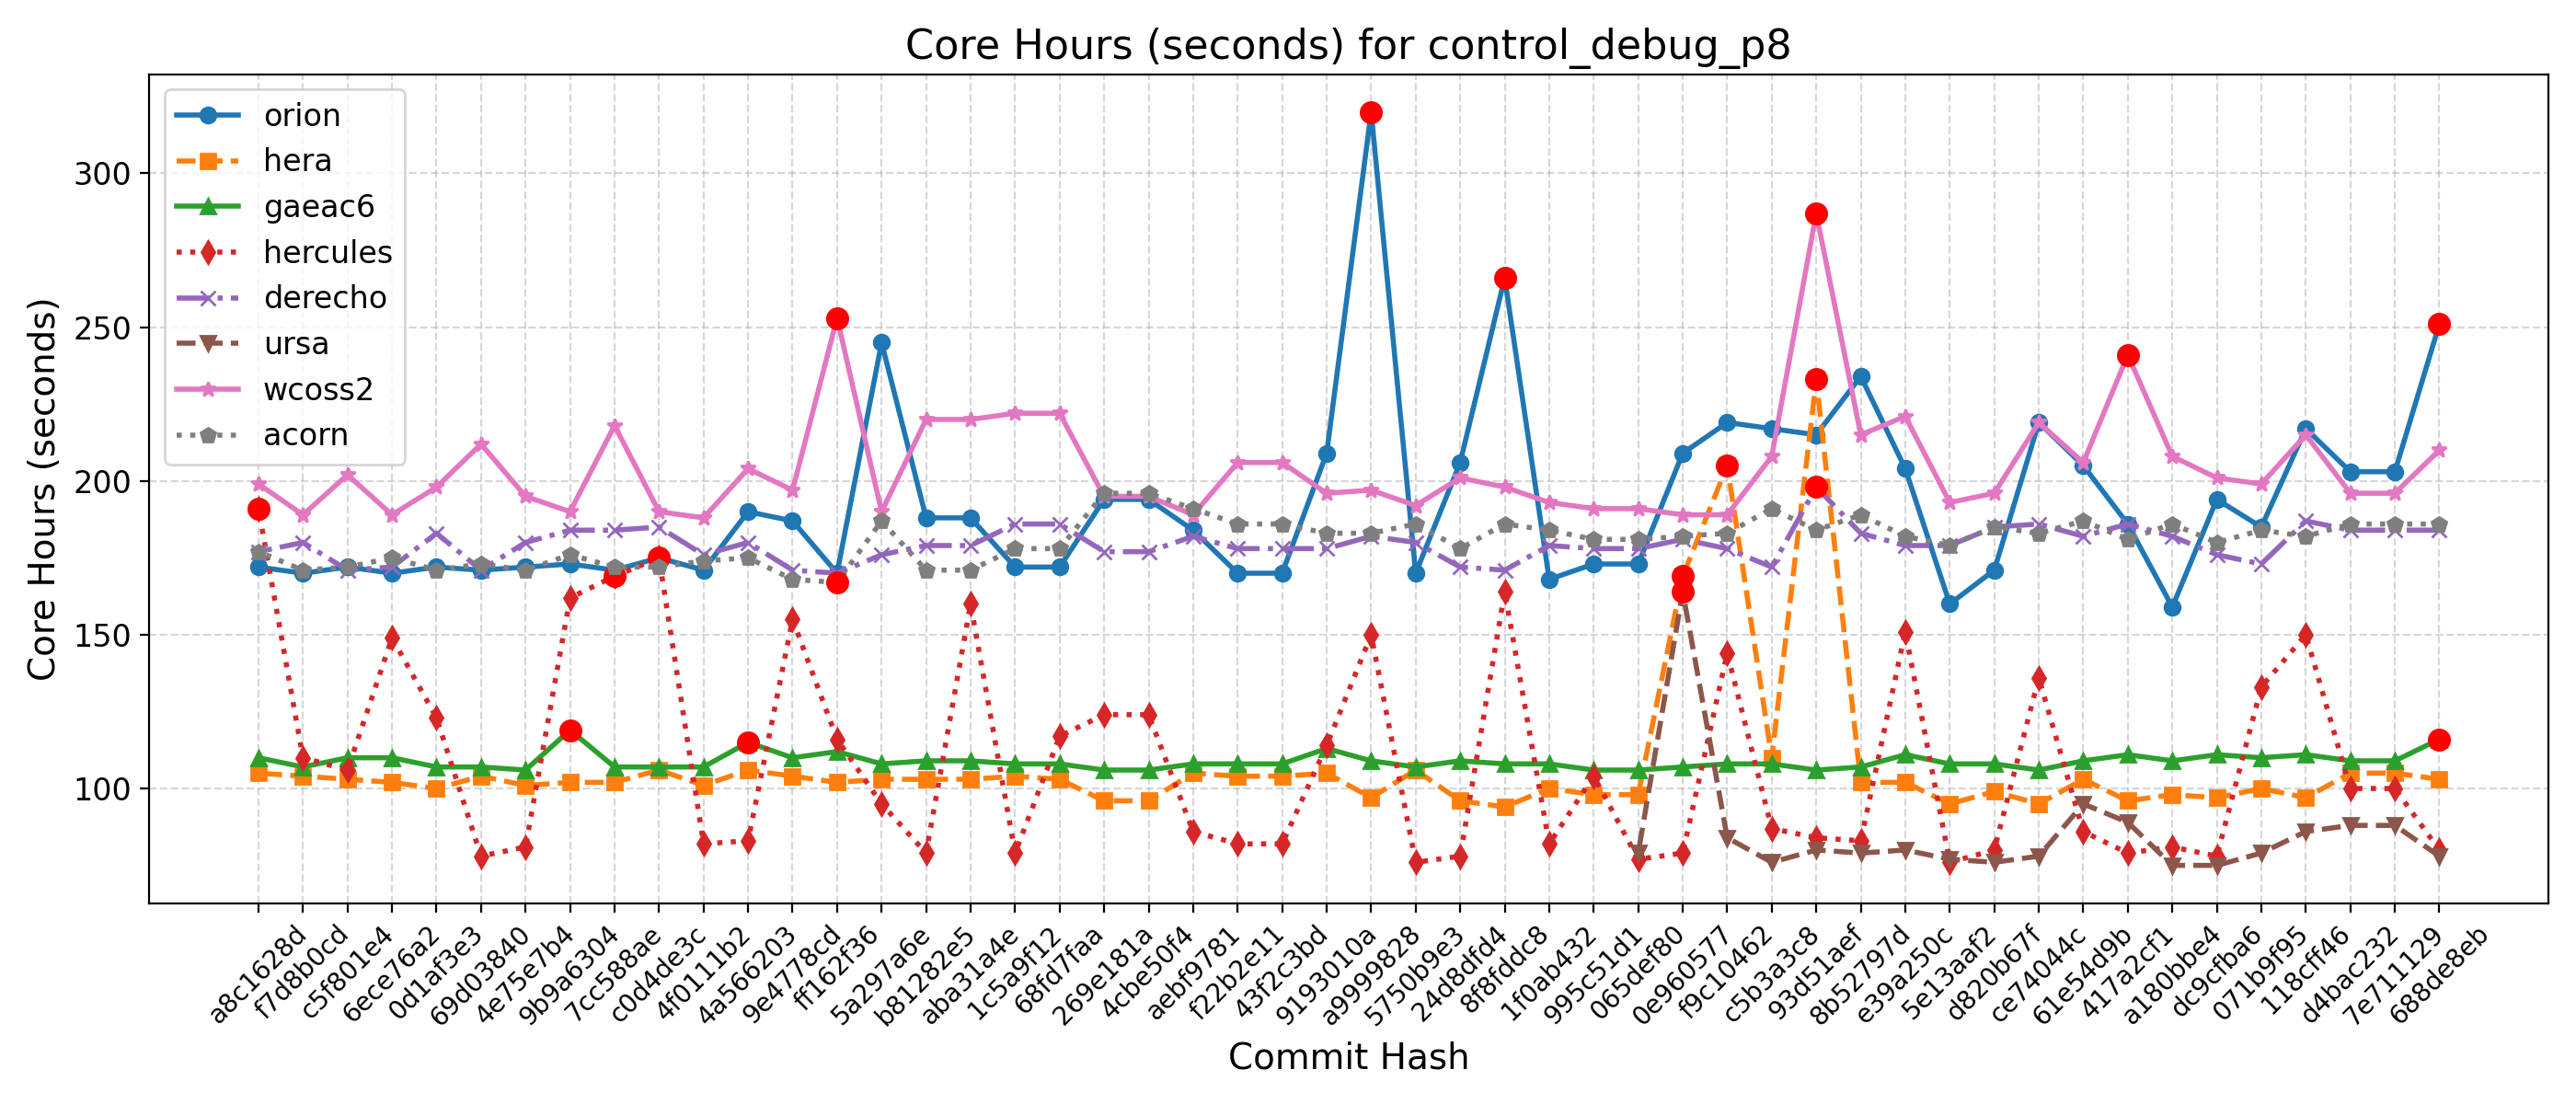 Core Hours (seconds) for control_debug_p8
orion
hera
gaeac6
hercules
derecho
ursa
wcoss2
acorn
Core Hours (seconds)
300
250
200
150
100
a8c1628d
f7d8b0cd
c5f801e4
6ece76a2
0d1af3e3
69d03840
4e75e7b4
9b9a6304
7cc588ae
c0d4de3c
4f0111b2
4a566203
9e4778cd
ff162f36
5a297a6e
b81282e5
aba31a4e
1c5a9f12
68fd7faa
269e181a
4cbe50f4
aebf9781
f22b2e11
43f2c3bd
9193010a
a9999828
5750b9e3
24d8dfd4
8f8fddc8
1f0ab432
995c51d1
065def80
0e960577
f9c10462
c5b3a3c8
93d51aef
8b52797d
e39a250c
5e13aaf2
d820b67f
ce74044c
61e54d9b
417a2cf1
a180bbe4
dc9cfba6
071b9f95
118cff46
d4bac232
7e711129
688de8eb
Commit Hash